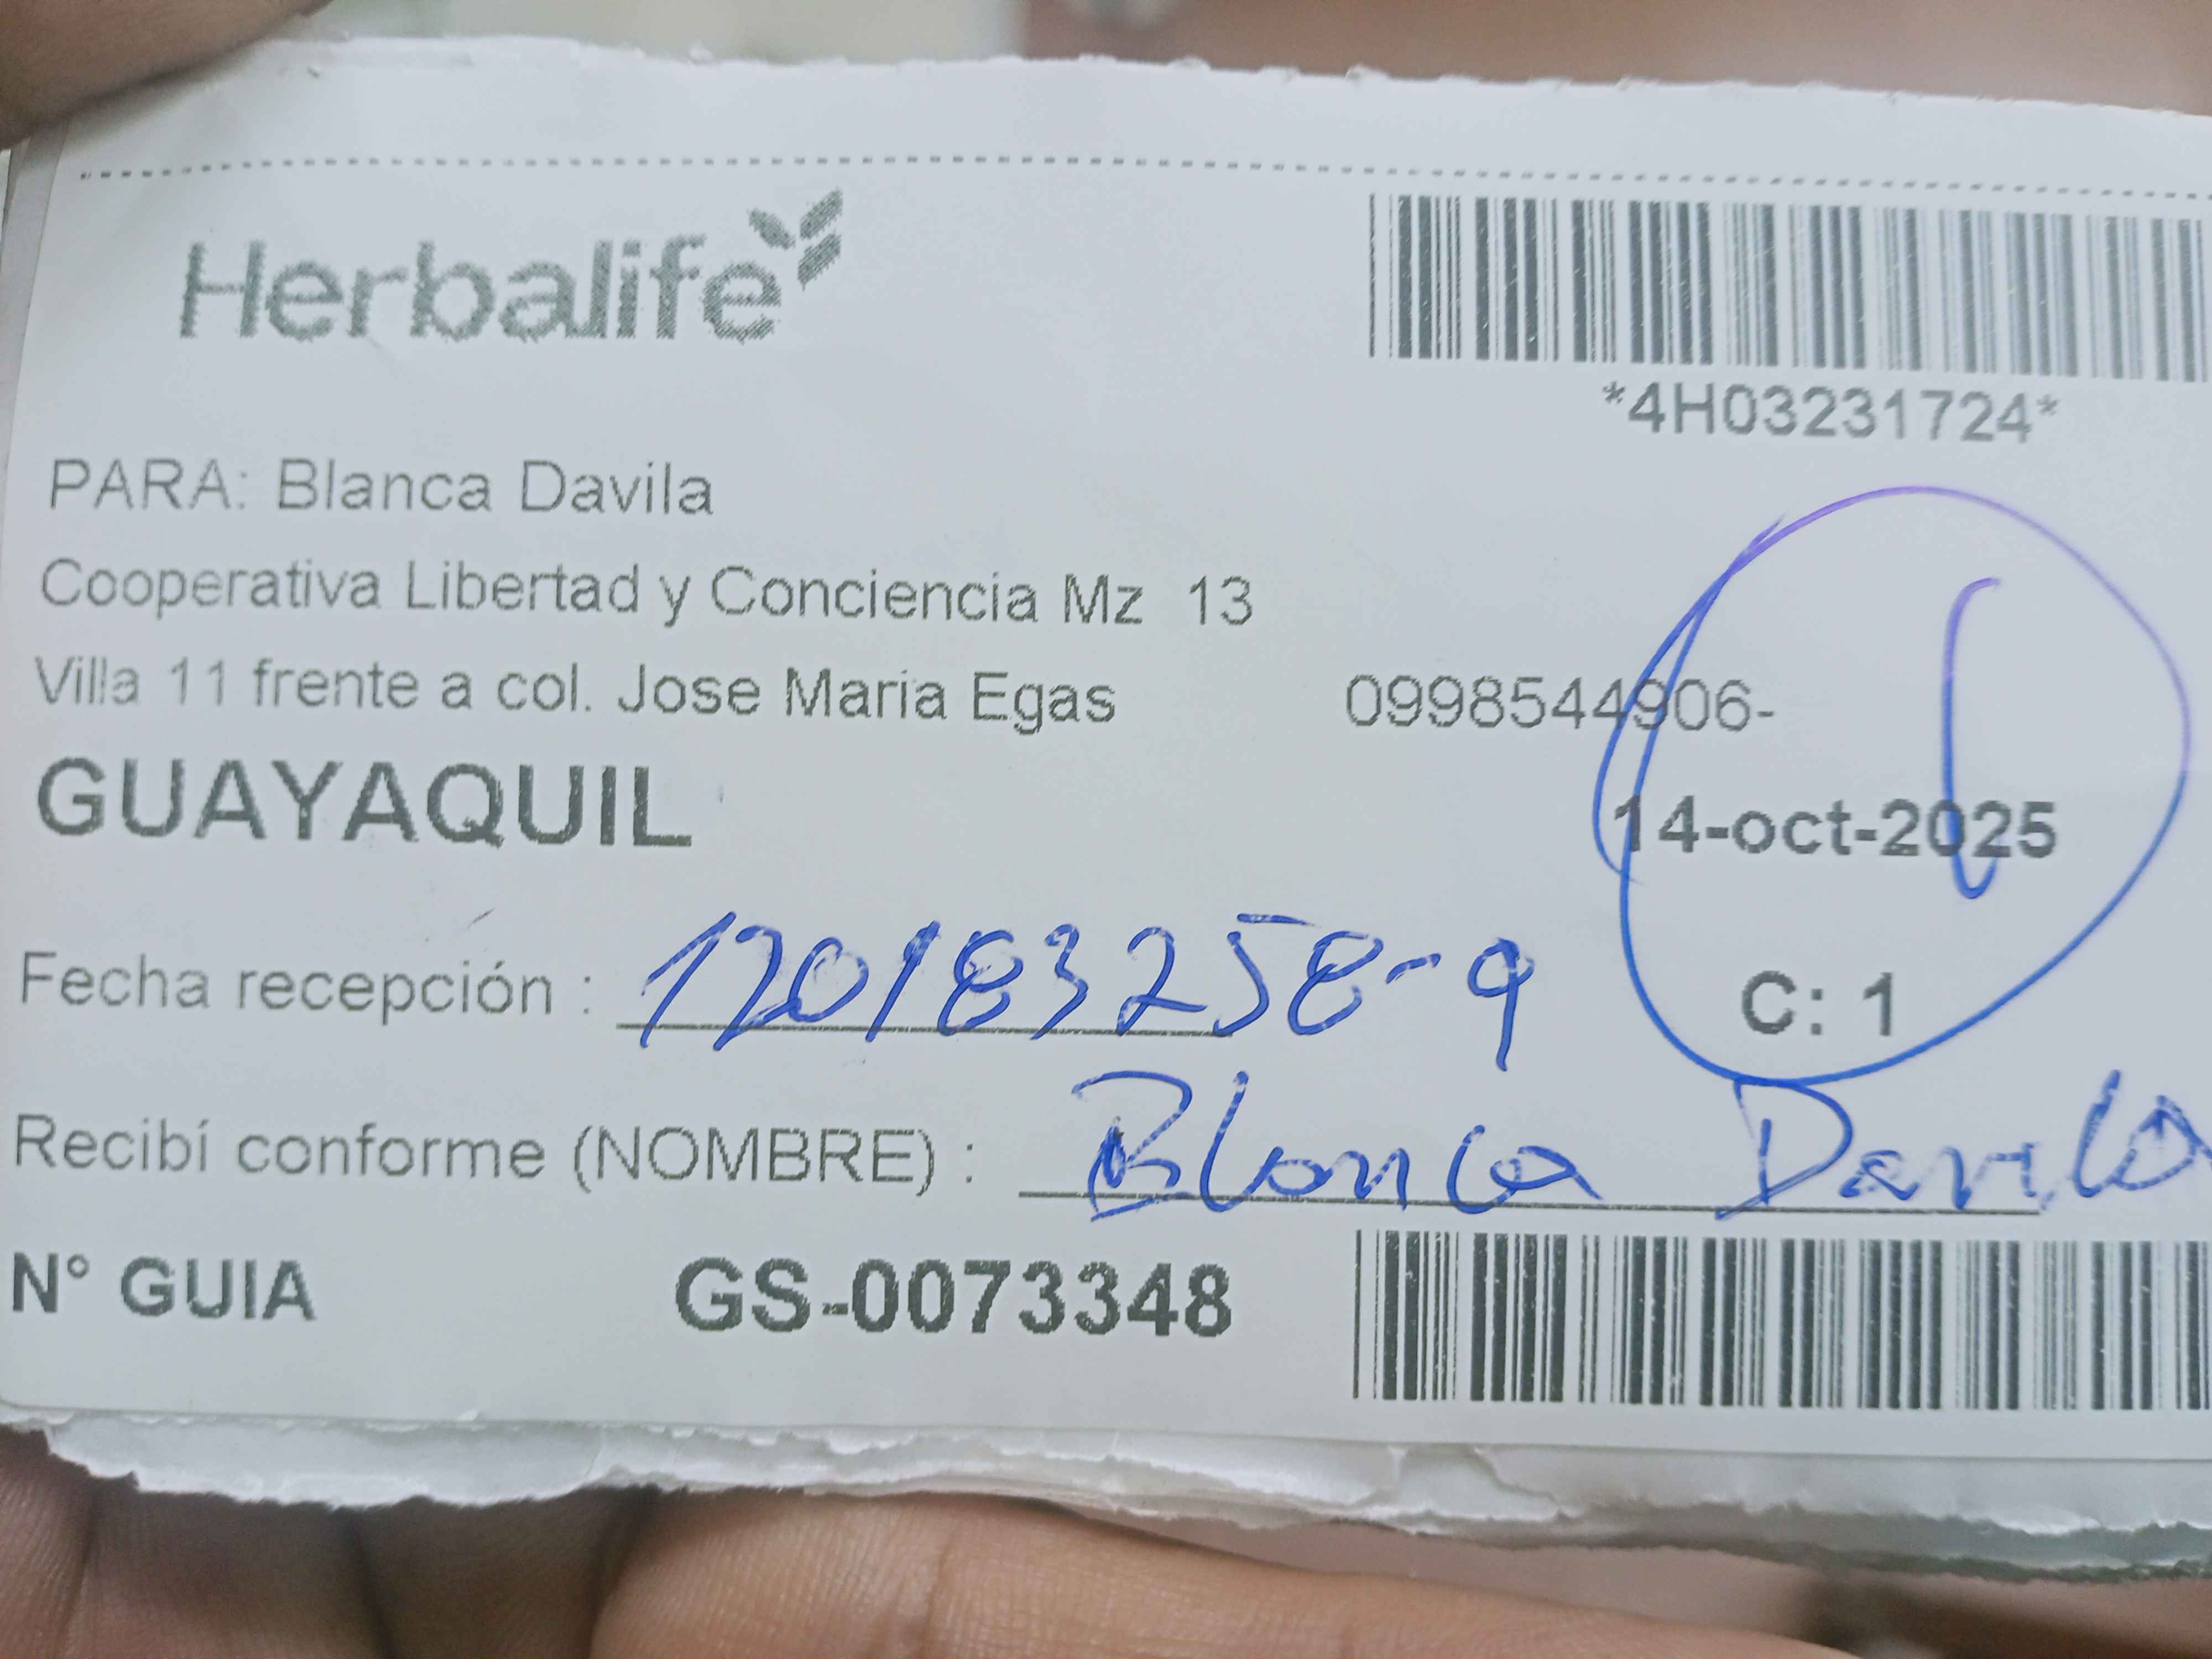 Herbalife
*4H03231724*
PARA: Blanca Davila
Cooperativa Libertad y Conciencia Mz 13
Villa 11 frente a col. Jose Maria Egas 0998544906-
GUAYAQUIL 14-oct-2025
Fecha recepción : 120183258-9 C: 1
Recibí conforme (NOMBRE) : Blanca Davila
N° GUIA GS-0073348